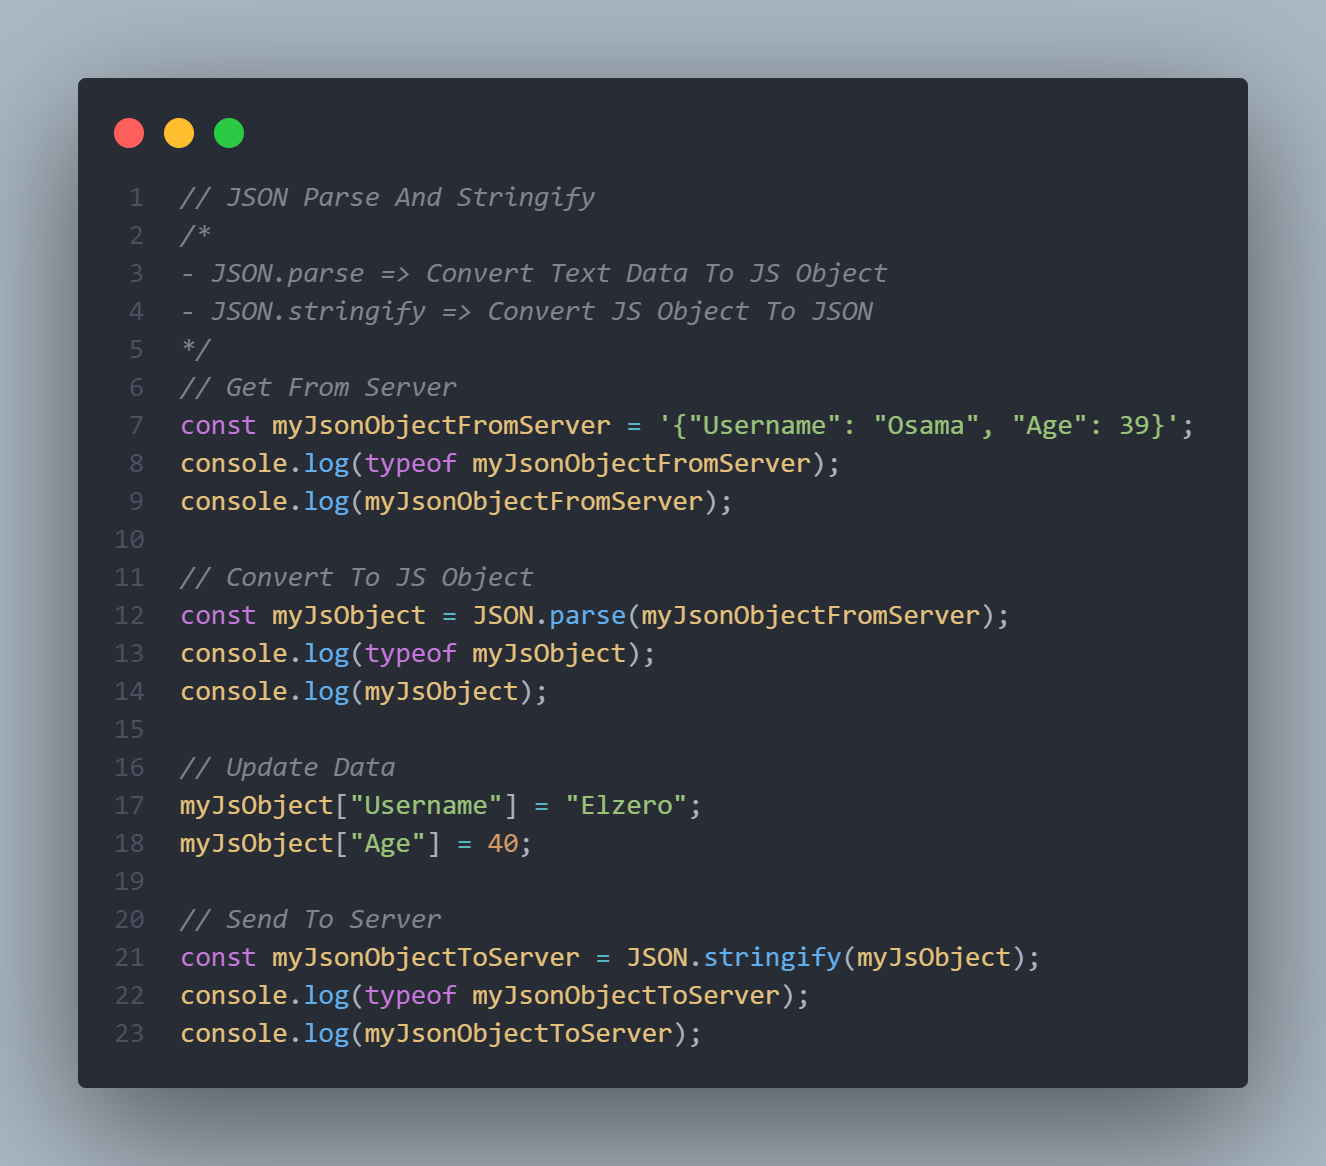 1 // JSON Parse And Stringify
2 /*
3 - JSON.parse => Convert Text Data To JS Object
4 - JSON.stringify => Convert JS Object To JSON
5 */
6 // Get From Server
7 const myJsonObjectFromServer = '{"Username": "Osama", "Age": 39}';
8 console.log(typeof myJsonObjectFromServer);
9 console.log(myJsonObjectFromServer);
10
11 // Convert To JS Object
12 const myJsObject = JSON.parse(myJsonObjectFromServer);
13 console.log(typeof myJsObject);
14 console.log(myJsObject);
15
16 // Update Data
17 myJsObject["Username"] = "Elzero";
18 myJsObject["Age"] = 40;
19
20 // Send To Server
21 const myJsonObjectToServer = JSON.stringify(myJsObject);
22 console.log(typeof myJsonObjectToServer);
23 console.log(myJsonObjectToServer);